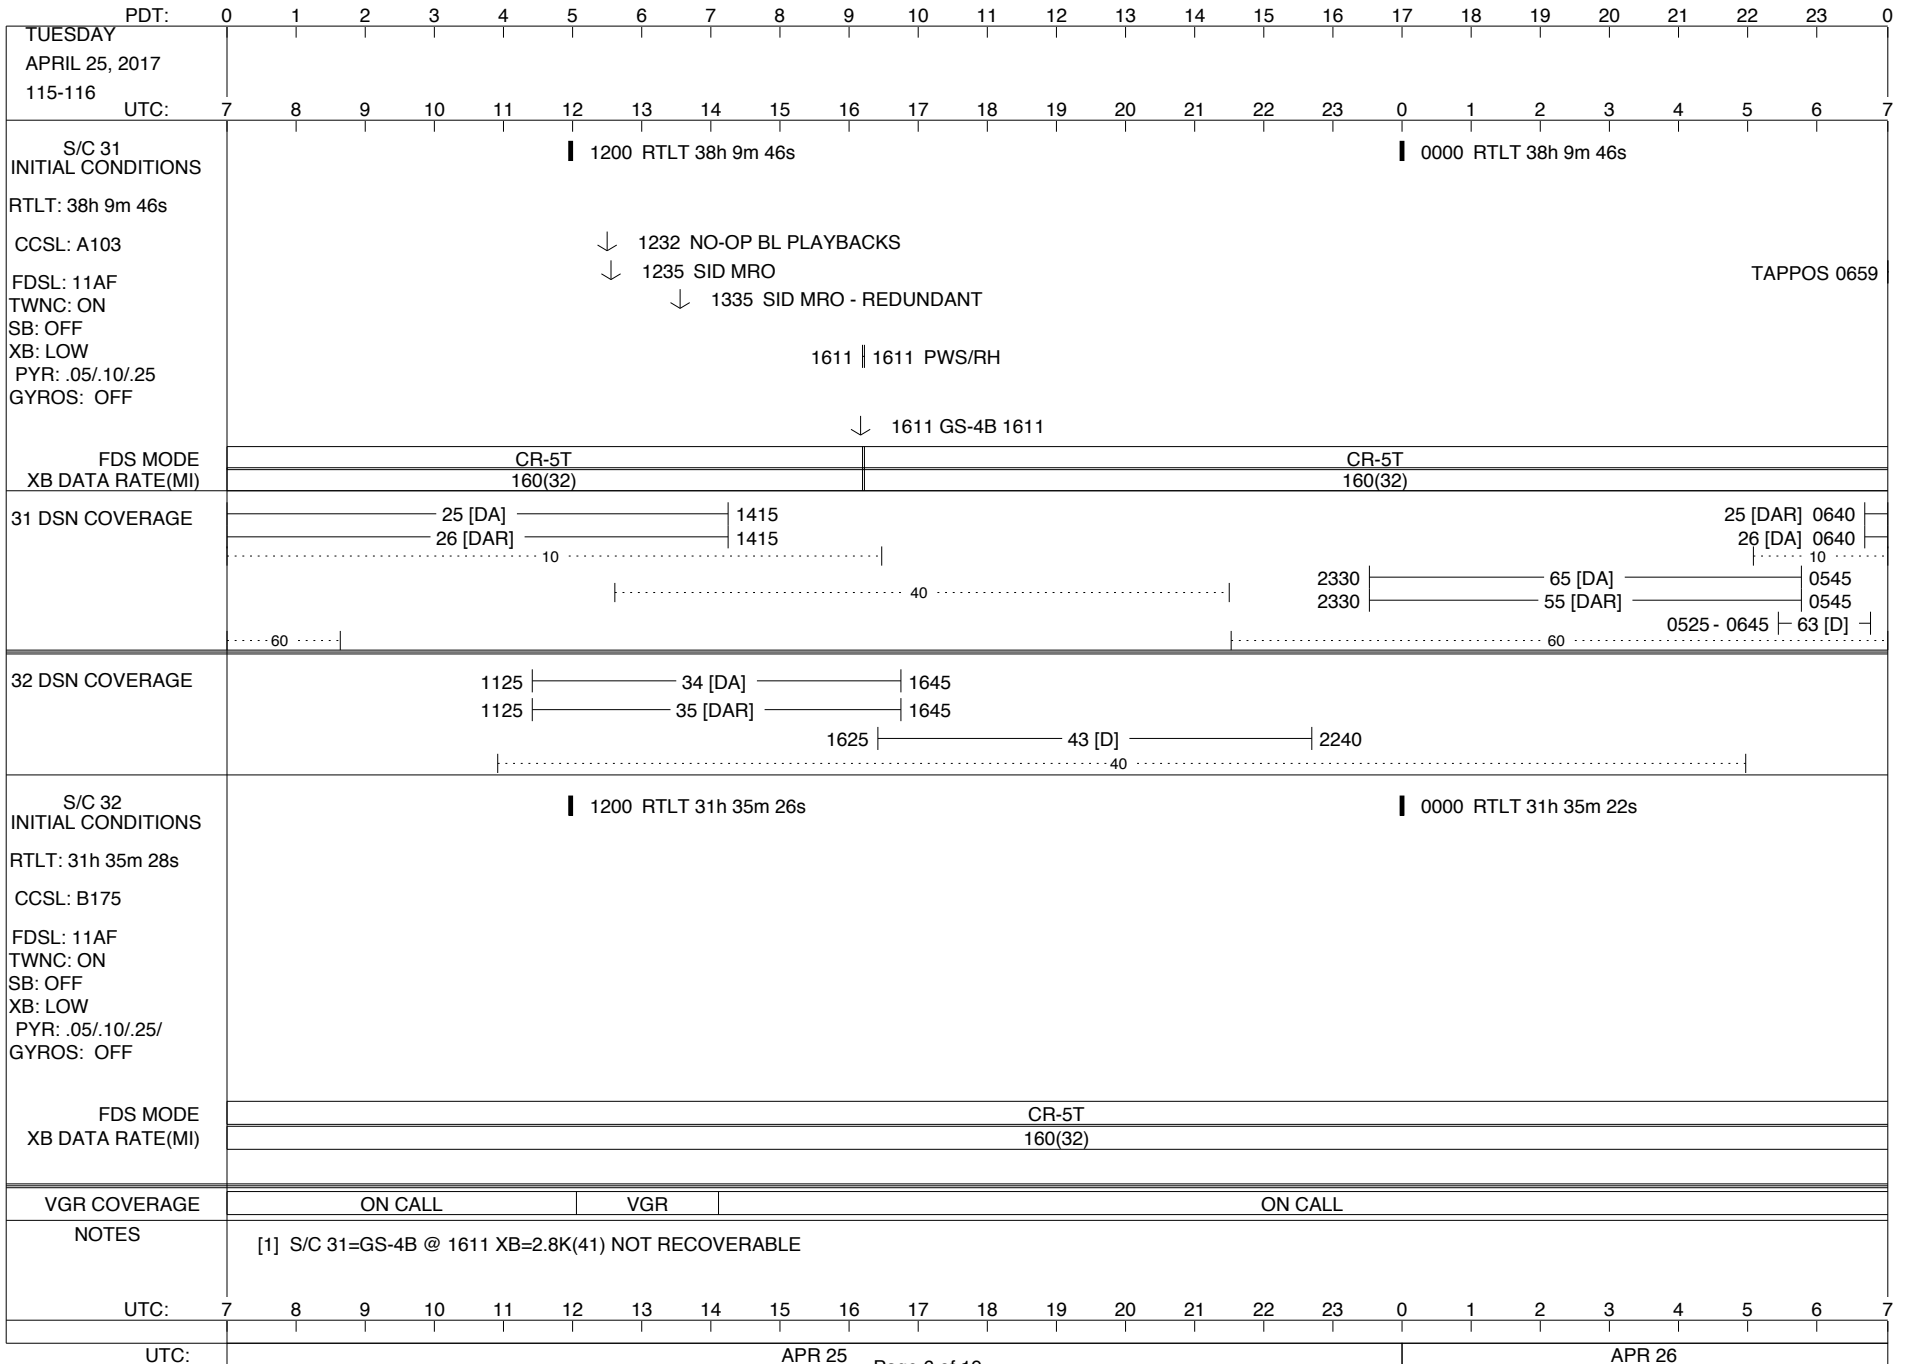 PDT: 0 1 2 3 4 5 6 7 8 9 10 11 12 13 14 15 16 17 18 19 20 21 22 23 0
TUESDAY
APRIL 25, 2017
115-116
UTC: 7 8 9 10 11 12 13 14 15 16 17 18 19 20 21 22 23 0 1 2 3 4 5 6 7
S/C 31
INITIAL CONDITIONS
1200 RTLT 38h 9m 46s
0000 RTLT 38h 9m 46s
RTLT: 38h 9m 46s
CCSL: A103
1232 NO-OP BL PLAYBACKS
1235 SID MRO
TAPPOS 0659
FDSL: 11AF
1335 SID MRO - REDUNDANT
TWNC: ON
SB: OFF
XB: LOW
1611 1611 PWS/RH
PYR: .05/.10/.25
GYROS: OFF
1611 GS-4B 1611
FDS MODE CR-5T CR-5T
XB DATA RATE(MI) 160(32) 160(32)
31 DSN COVERAGE
25 [DA] 1415
25 [DAR] 0640
26 [DAR] 1415
26 [DA] 0640
10 10
2330 65 [DA] 0545
40
2330 55 [DAR] 0545
0525 - 0645 63 [D]
60 60
32 DSN COVERAGE
1125 34 [DA] 1645
1125 35 [DAR] 1645
1625 43 [D] 2240
40
S/C 32
INITIAL CONDITIONS
1200 RTLT 31h 35m 26s
0000 RTLT 31h 35m 22s
RTLT: 31h 35m 28s
CCSL: B175
FDSL: 11AF
TWNC: ON
SB: OFF
XB: LOW
PYR: .05/.10/.25/
GYROS: OFF
FDS MODE CR-5T
XB DATA RATE(MI) 160(32)
VGR COVERAGE ON CALL VGR ON CALL
NOTES
[1] S/C 31=GS-4B @ 1611 XB=2.8K(41) NOT RECOVERABLE
UTC: 7 8 9 10 11 12 13 14 15 16 17 18 19 20 21 22 23 0 1 2 3 4 5 6 7
UTC: APR 25 APR 26